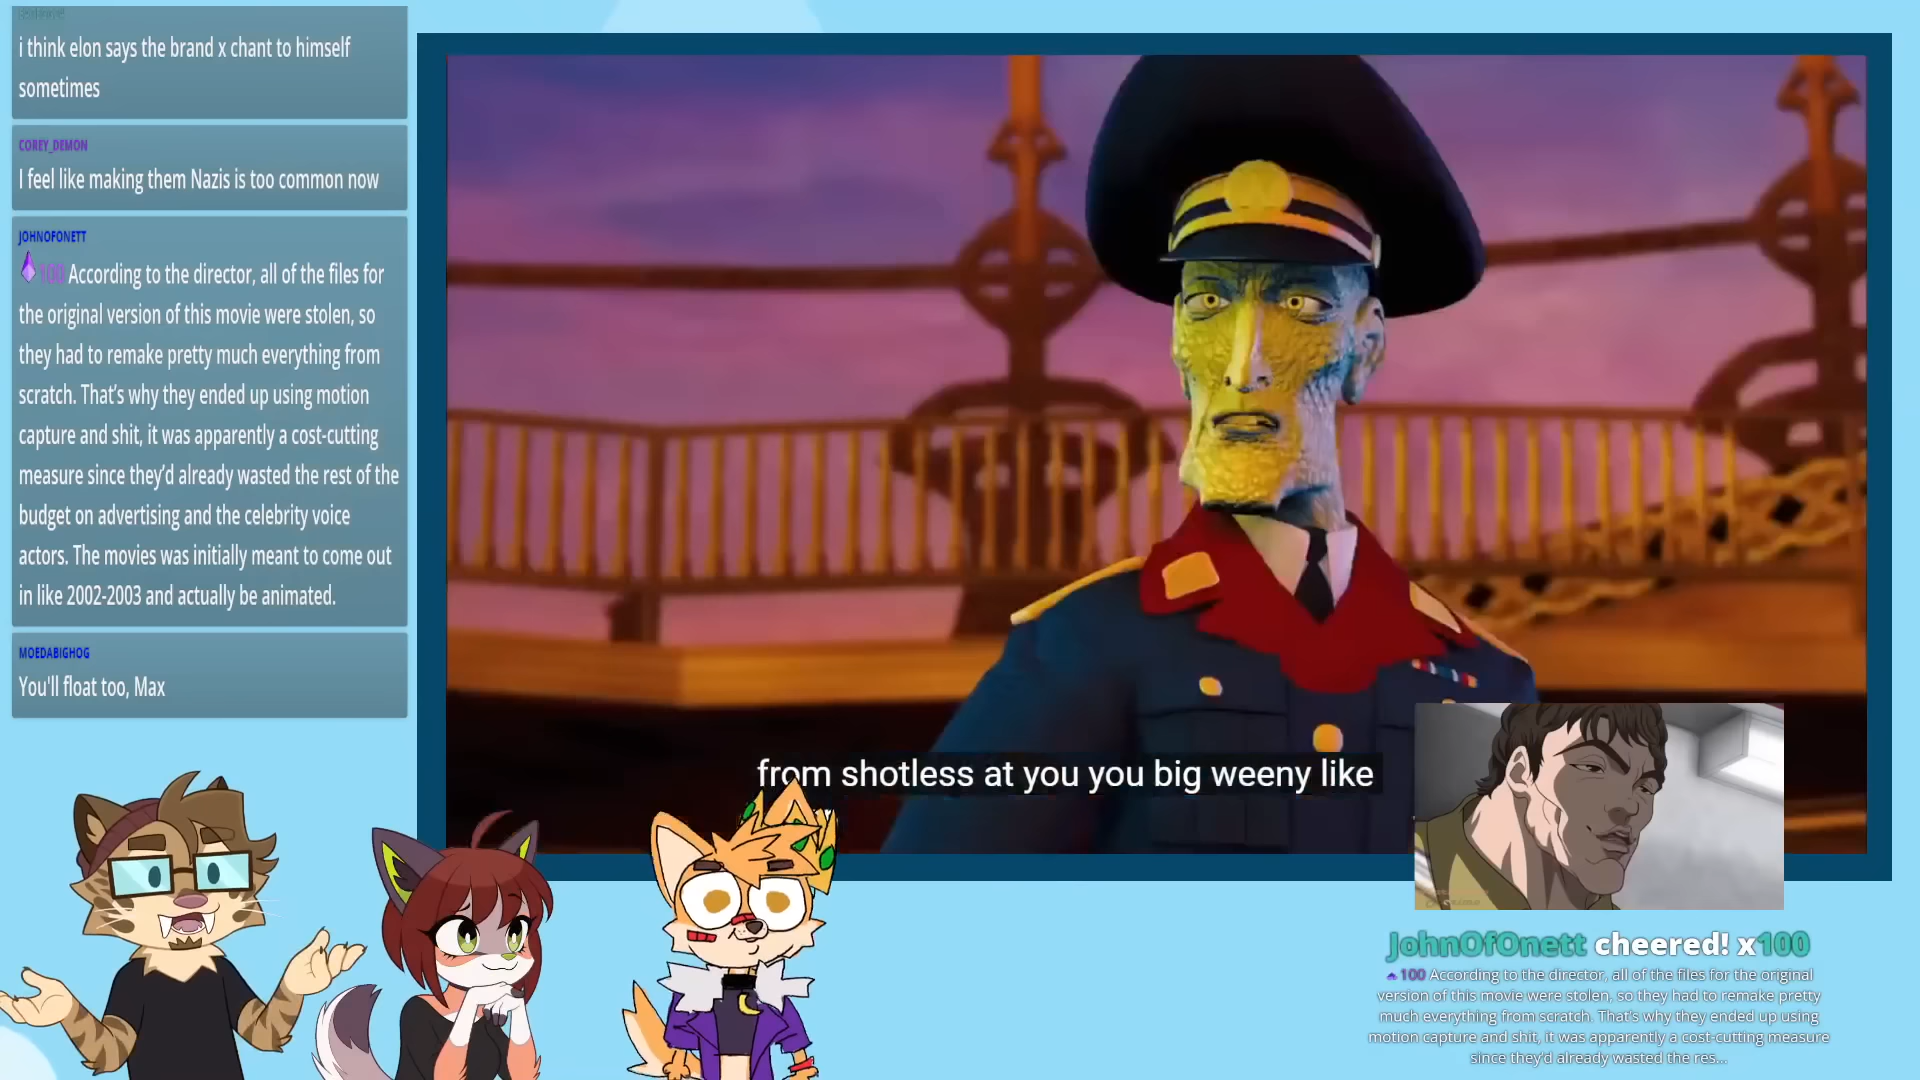 i think elon says the brand x chant to himself
sometimes
COREY_DEMON
I feel like making them Nazis is too common now
JOHNOFONETT
100 According to the director, all of the files for
the original version of this movie were stolen, so
they had to remake pretty much everything from
scratch. That's why they ended up using motion
capture and shit, it was apparently a cost-cutting
measure since they'd already wasted the rest of the
budget on advertising and the celebrity voice
actors. The movies was initially meant to come out
in like 2002-2003 and actually be animated.
MOEDABIGHOG
You'll float too, Max
from shotless at you you big weeny like
JohnOfOnett cheered! x100
100 According to the director, all of the files for the original
version of this movie were stolen, so they had to remake pretty
much everything from scratch. That's why they ended up using
motion capture and shit, it was apparently a cost-cutting measure
since they'd already wasted the res...